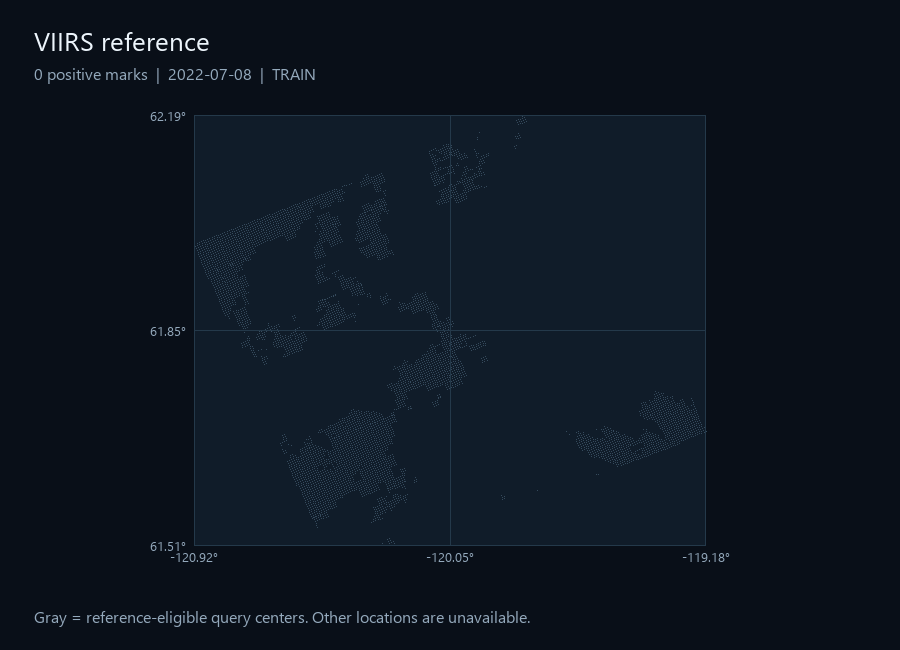 VIIRS reference
0 positive marks | 2022-07-08 | TRAIN
62.19°
61.85°
61.51°
-120.92°
-120.05°
-119.18°
Gray = reference-eligible query centers. Other locations are unavailable.